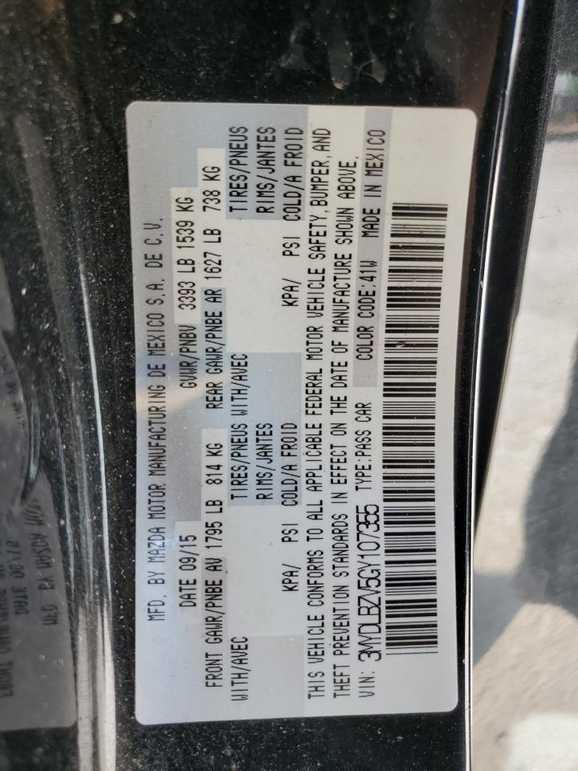 MFD. BY MAZDA MOTOR MANUFACTURING DE MEXICO S.A. DE C.V.
DATE 09/15 GVWR/PNBV 3393 LB 1539 KG
FRONT GAWR/PNBE AV 1795 LB 814 KG REAR GAWR/PNBE AR 1627 LB 738 KG
WITH/AVEC TIRES/PNEUS WITH/AVEC TIRES/PNEUS
RIMS/JANTES RIMS/JANTES
KPA/ PSI COLD/A FROID KPA/ PSI COLD/A FROID
THIS VEHICLE CONFORMS TO ALL APPLICABLE FEDERAL MOTOR VEHICLE SAFETY, BUMPER, AND
THEFT PREVENTION STANDARDS IN EFFECT ON THE DATE OF MANUFACTURE SHOWN ABOVE.
VIN: 3MYDLBZV5GY107355 TYPE:PASS CAR COLOR CODE:41W MADE IN MEXICO